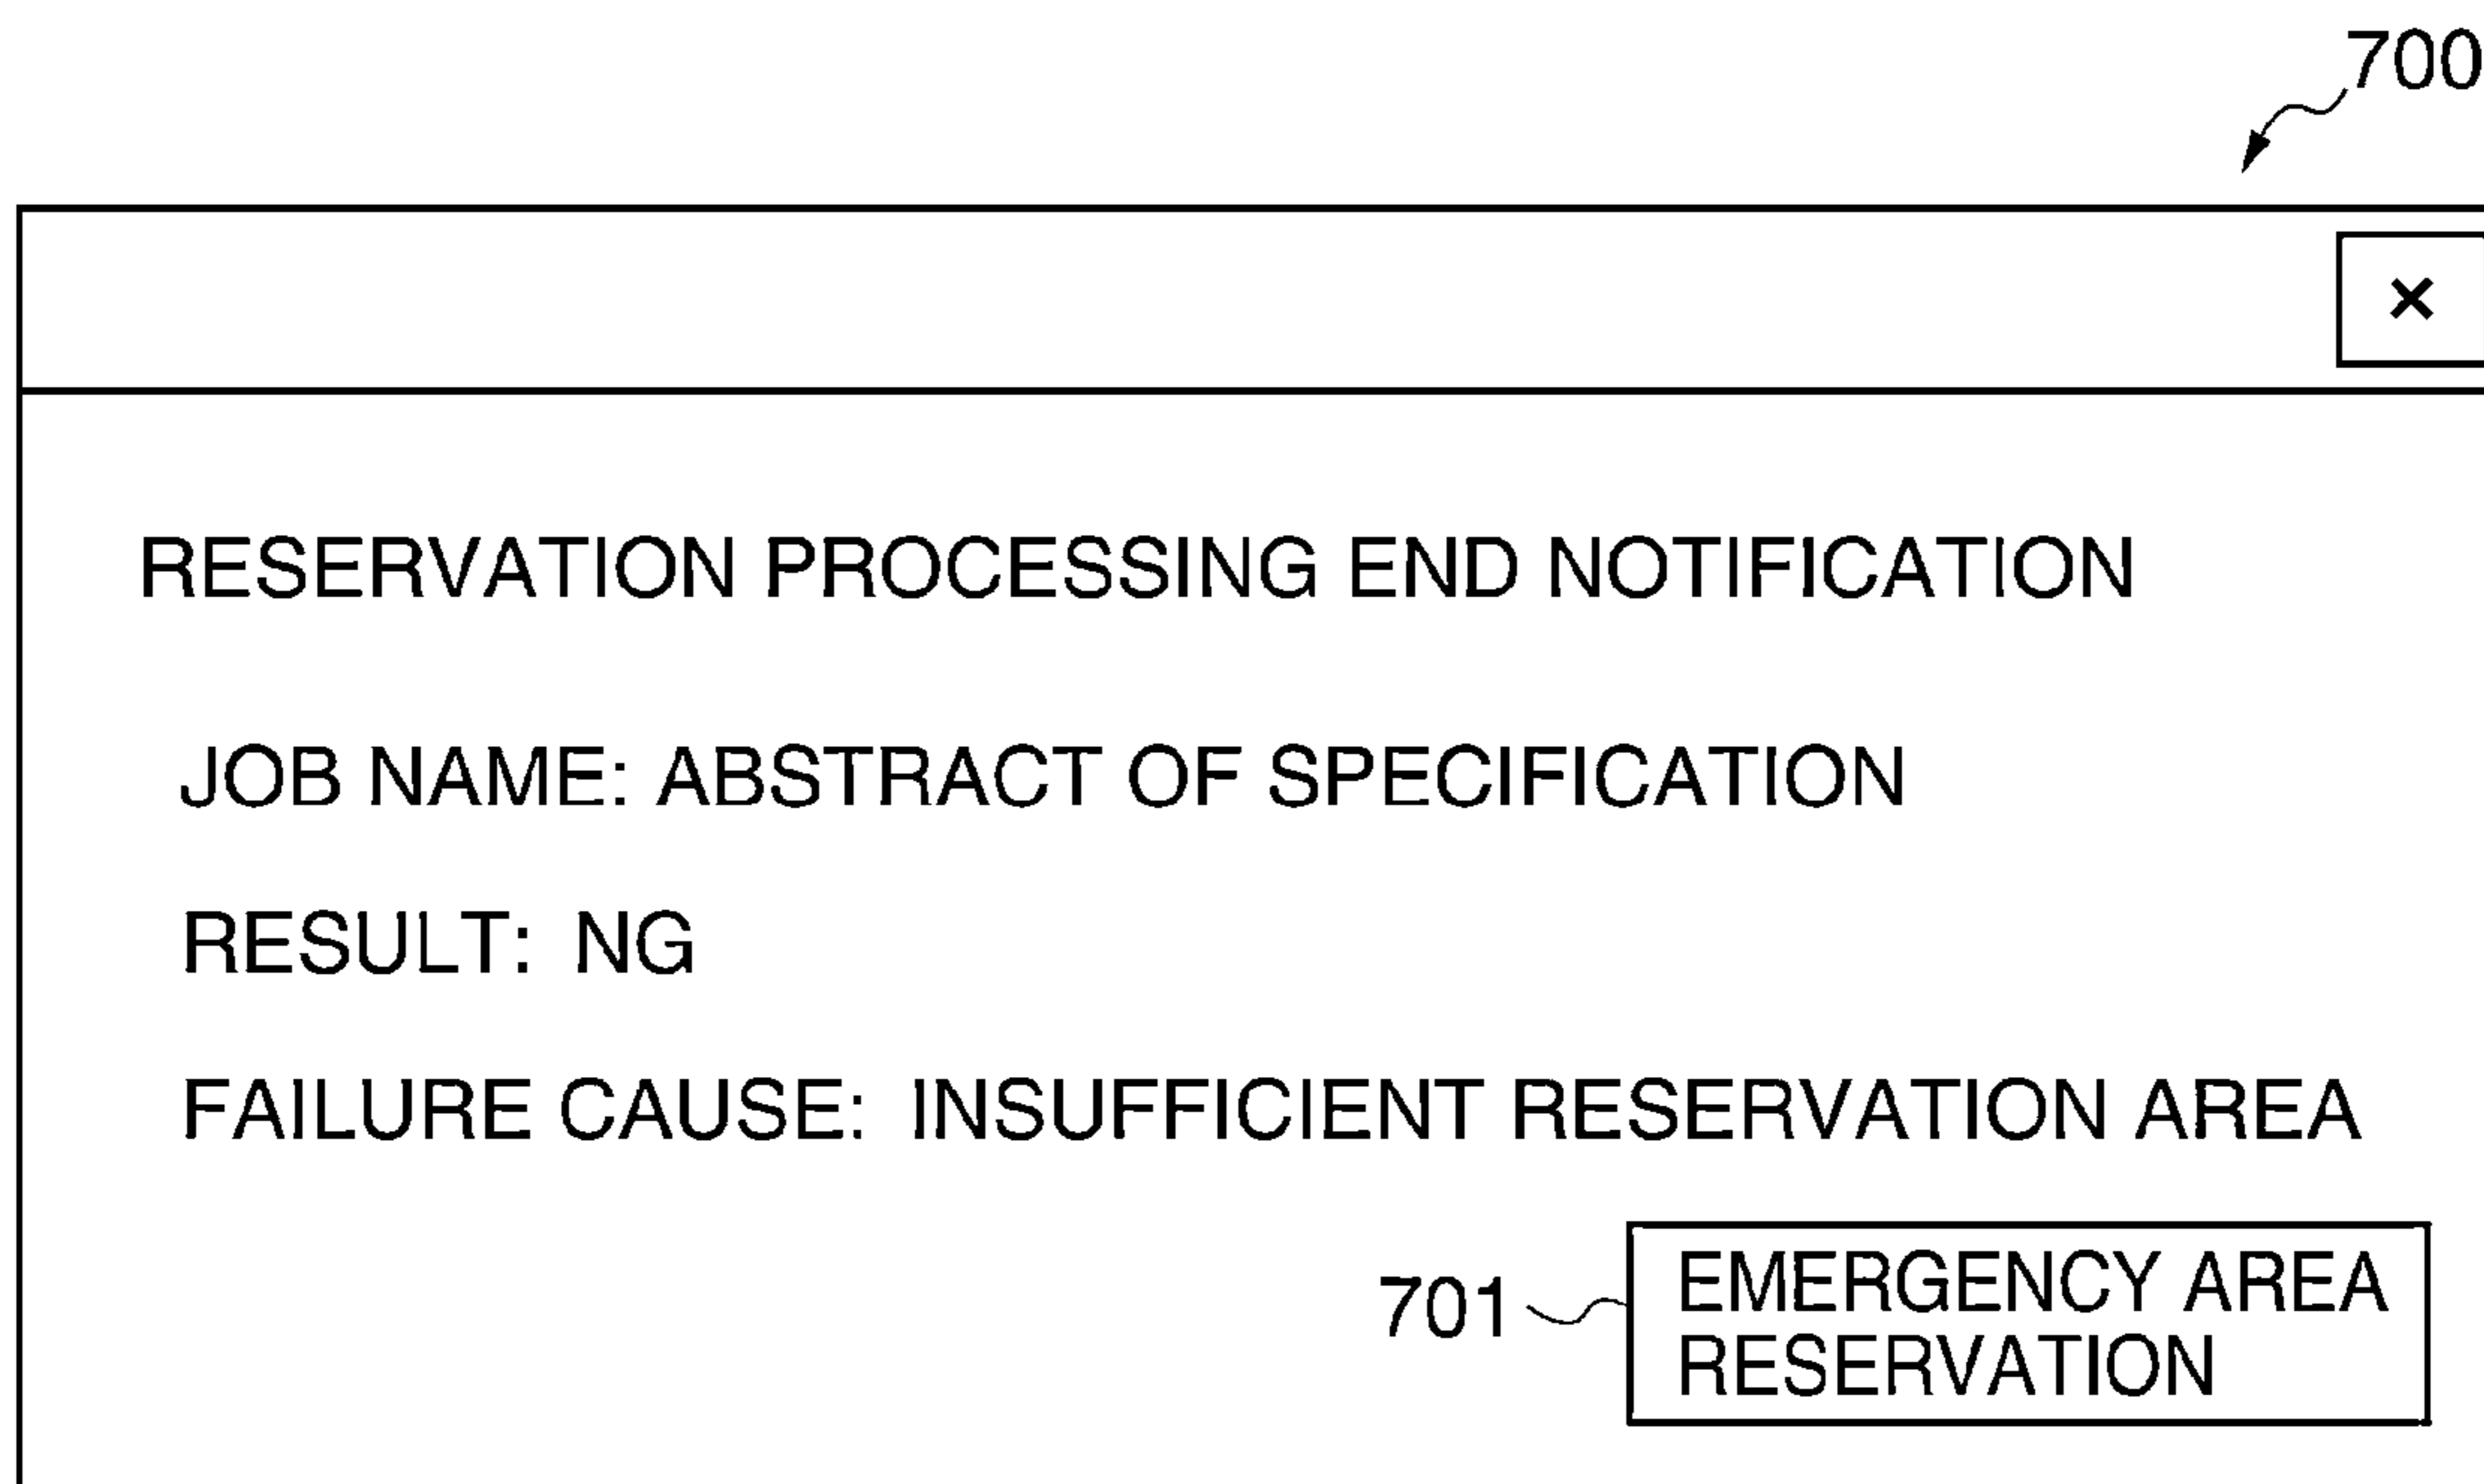 700
×
RESERVATION PROCESSING END NOTIFICATION
JOB NAME: ABSTRACT OF SPECIFICATION
RESULT: NG
FAILURE CAUSE: INSUFFICIENT RESERVATION AREA
701
EMERGENCY AREA
RESERVATION